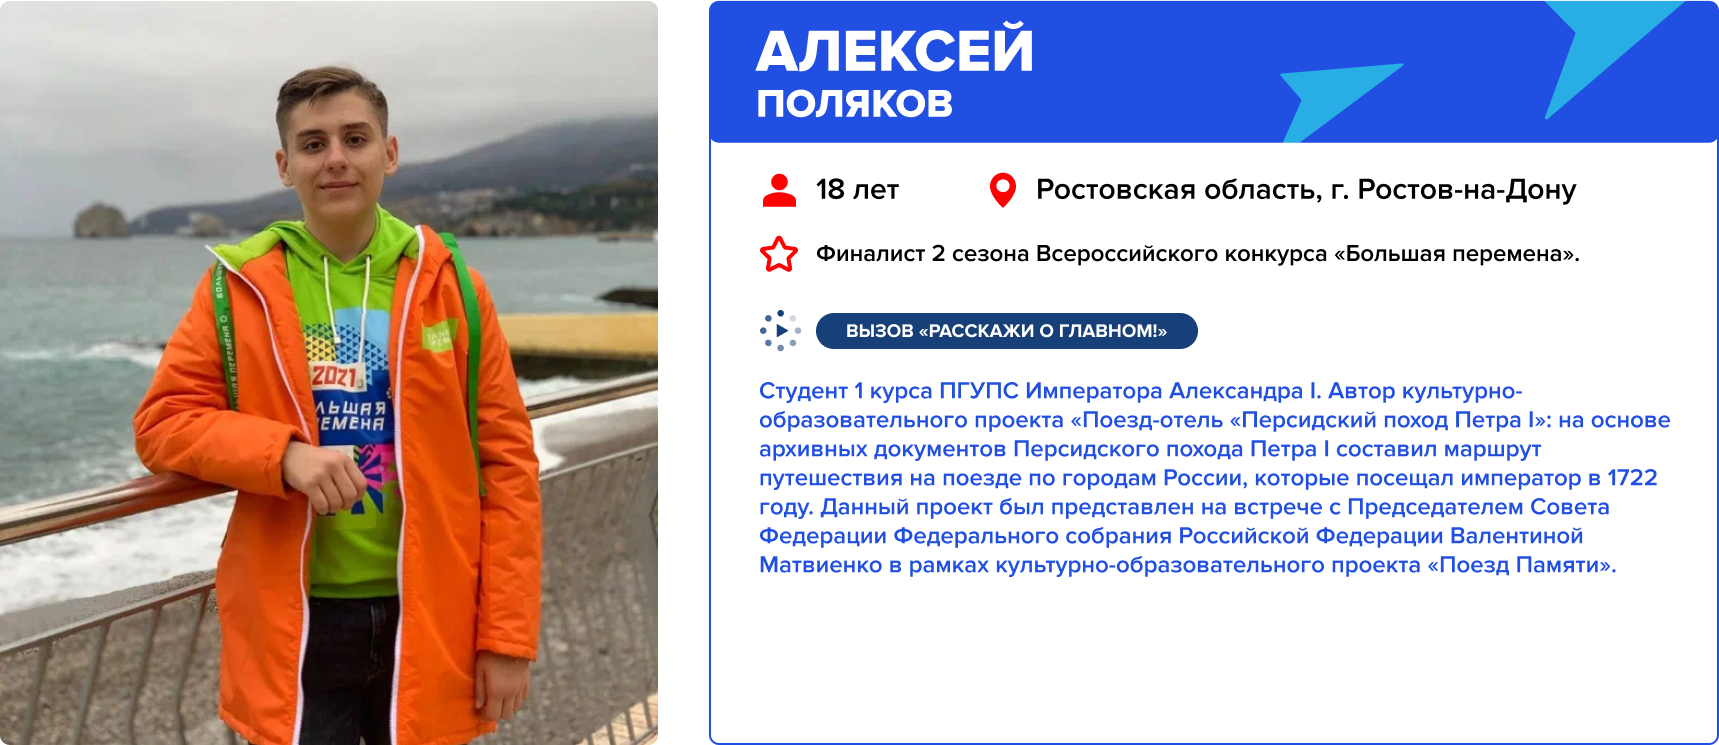 БОЛЬШАЯ ПЕРЕМЕНА
2021
ЛЬШАЯ
РЕМЕНА
АЛЕКСЕЙ
ПОЛЯКОВ
18 лет
Ростовская область, г. Ростов-на-Дону
Финалист 2 сезона Всероссийского конкурса «Большая перемена».
ВЫЗОВ «РАССКАЖИ О ГЛАВНОМ!»
Студент 1 курса ПГУПС Императора Александра I. Автор культурно-
образовательного проекта «Поезд-отель «Персидский поход Петра I»: на основе
архивных документов Персидского похода Петра I составил маршрут
путешествия на поезде по городам России, которые посещал император в 1722
году. Данный проект был представлен на встрече с Председателем Совета
Федерации Федерального собрания Российской Федерации Валентиной
Матвиенко в рамках культурно-образовательного проекта «Поезд Памяти».